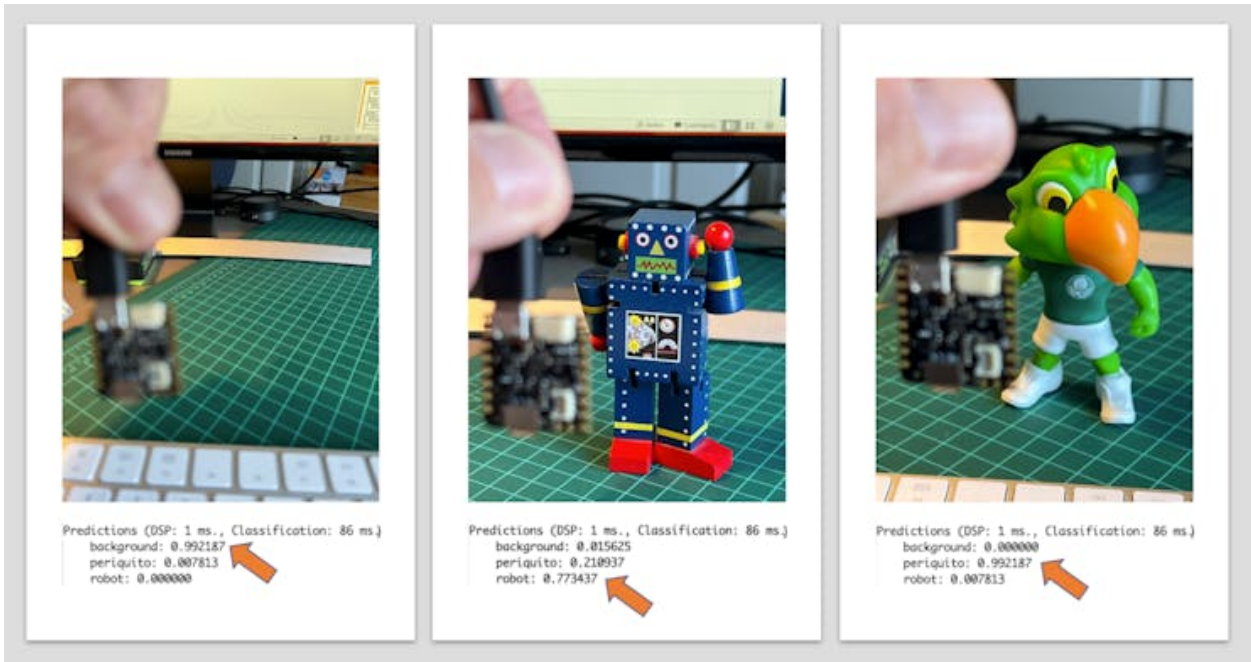 Predictions (DSP: 1 ms., Classification: 86 ms.)
background: 0.992187
periquito: 0.007813
robot: 0.000000
Predictions (DSP: 1 ms., Classification: 86 ms.)
background: 0.015625
periquito: 0.210937
robot: 0.773437
Predictions (DSP: 1 ms., Classification: 86 ms.)
background: 0.000000
periquito: 0.992187
robot: 0.007813